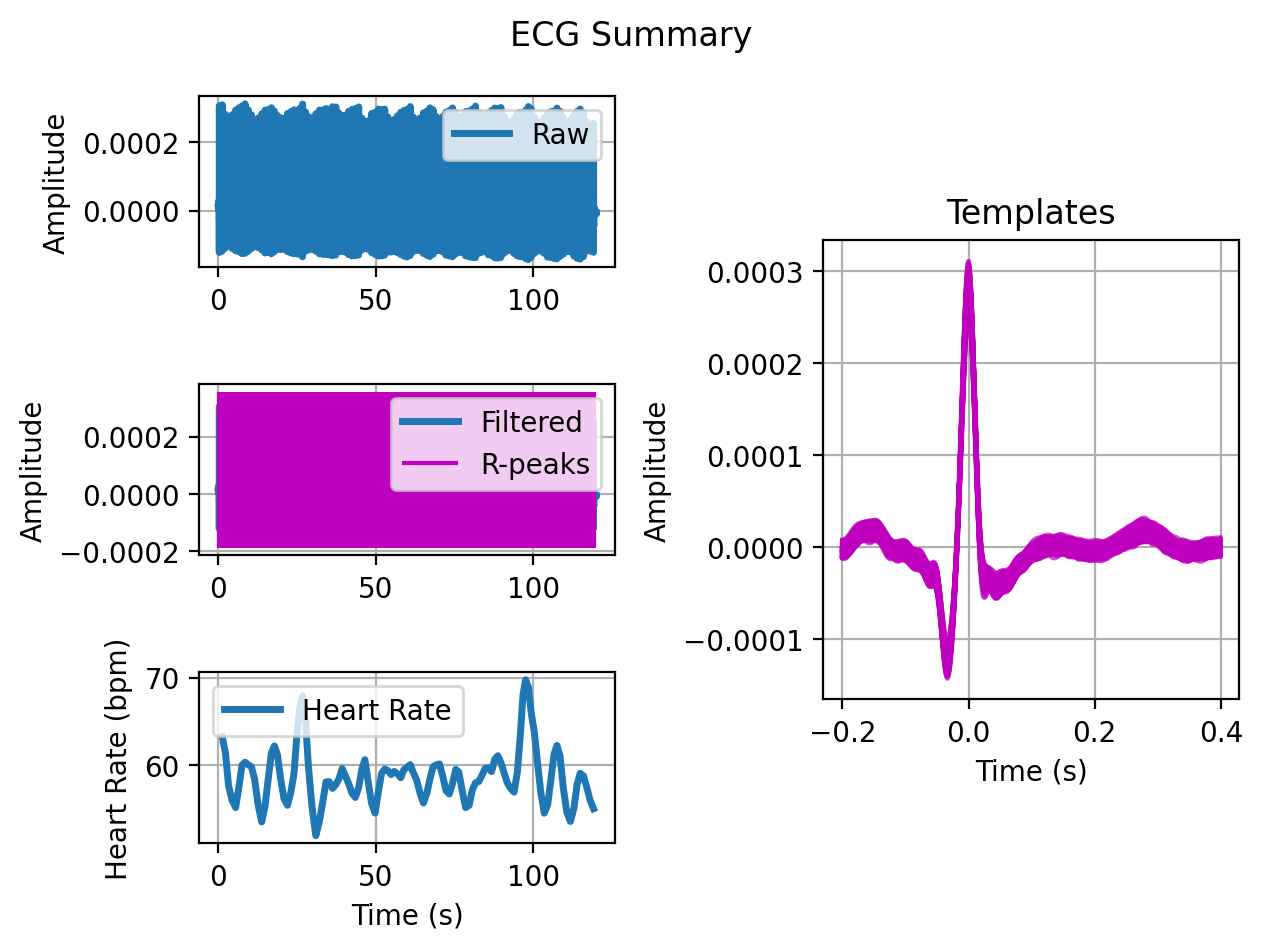 ECG Summary
Amplitude
0.0002
0.0000
Raw
0
50
100
Amplitude
0.0002
0.0000
−0.0002
Filtered
R-peaks
0
50
100
Heart Rate (bpm)
70
60
Heart Rate
0
50
100
Time (s)
Templates
Amplitude
0.0003
0.0002
0.0001
0.0000
−0.0001
−0.2
0.0
0.2
0.4
Time (s)